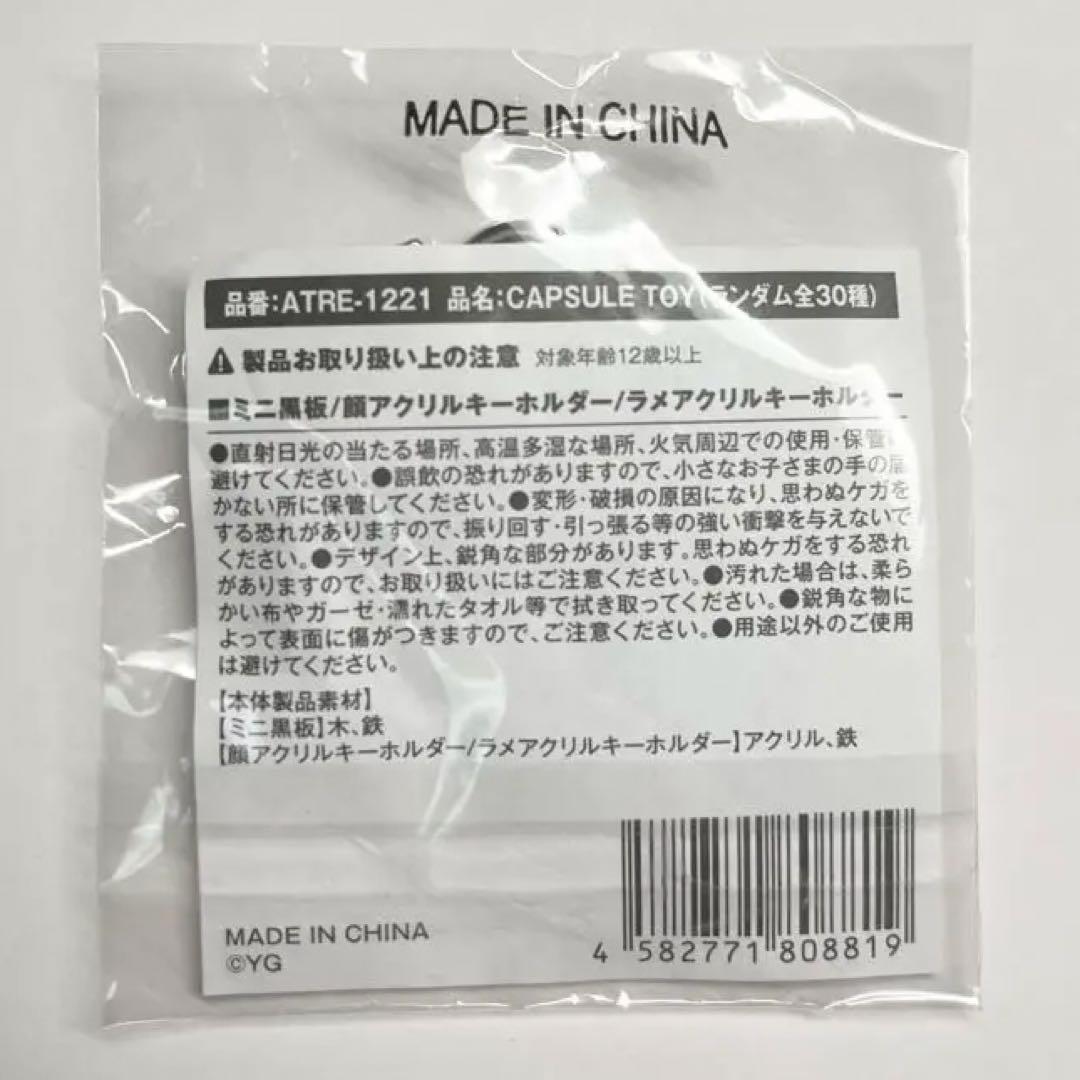 MADE IN CHINA
品番:ATRE-1221 品名:CAPSULE TOY(ランダム全30種)
製品お取り扱い上の注意 対象年齢12歳以上
■ミニ黒板/顔アクリルキーホルダー/ラメアクリルキーホルダー
●直射日光の当たる場所、高温多湿な場所、火気周辺での使用・保管
避けてください。●誤飲の恐れがありますので、小さなお子さまの手の届
かない所に保管してください。●変形・破損の原因になり、思わぬケガを
する恐れがありますので、振り回す・引っ張る等の強い衝撃を与えないで
ください。●デザイン上、鋭角な部分があります。思わぬケガをする恐れ
がありますので、お取り扱いにはご注意ください。●汚れた場合は、柔ら
かい布やガーゼ・濡れたタオル等で拭き取ってください。●鋭角な物に
よって表面に傷がつきますので、ご注意ください。●用途以外のご使用
は避けてください。
【本体製品素材】
【ミニ黒板】木、鉄
【顔アクリルキーホルダー/ラメアクリルキーホルダー】アクリル、鉄
MADE IN CHINA
©YG
4 582771 808819